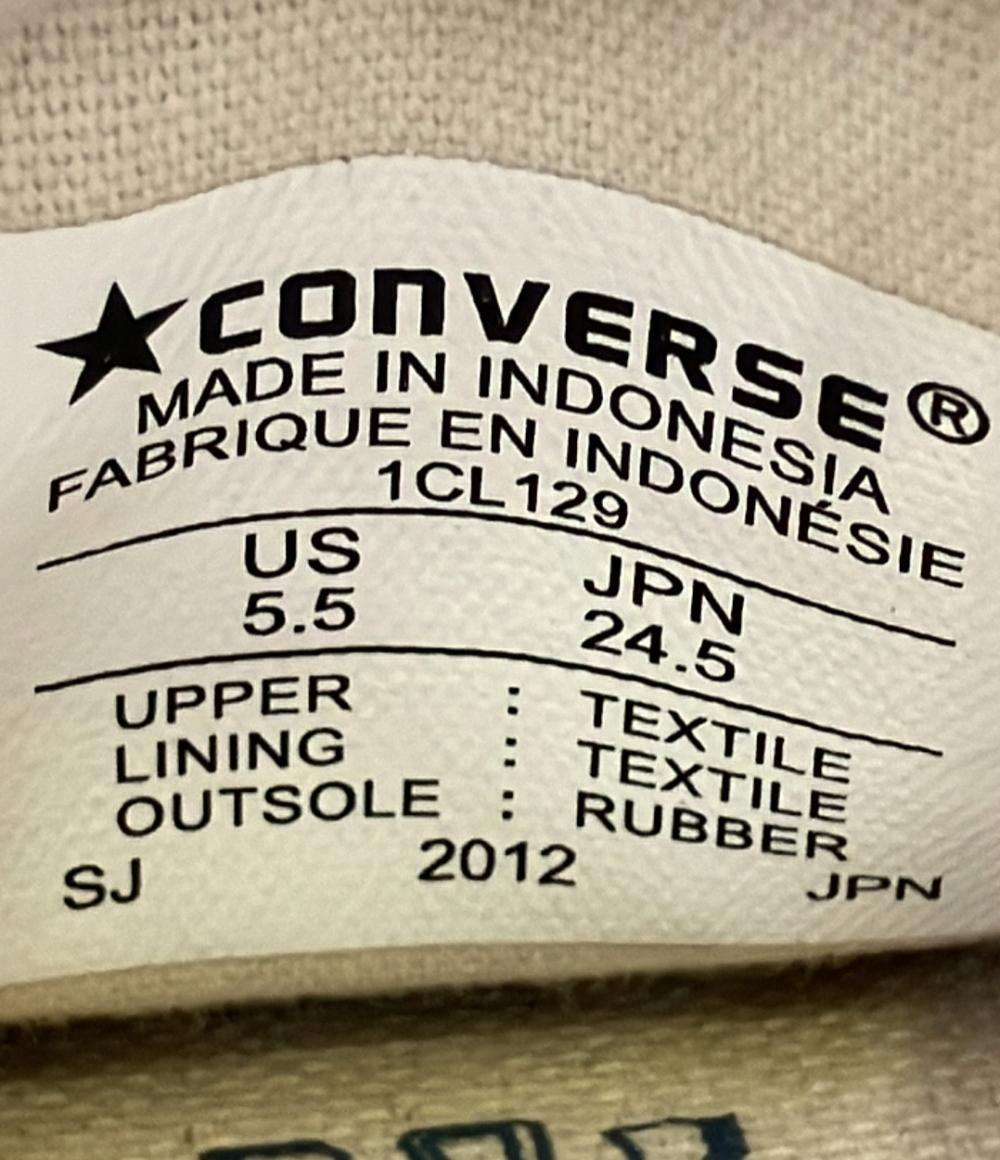 ★CONVERSE®
MADE IN INDONESIA
FABRIQUE EN INDONÉSIE
1CL129
US JPN
5.5 24.5
UPPER : TEXTILE
LINING : TEXTILE
OUTSOLE : RUBBER
SJ 2012 JPN